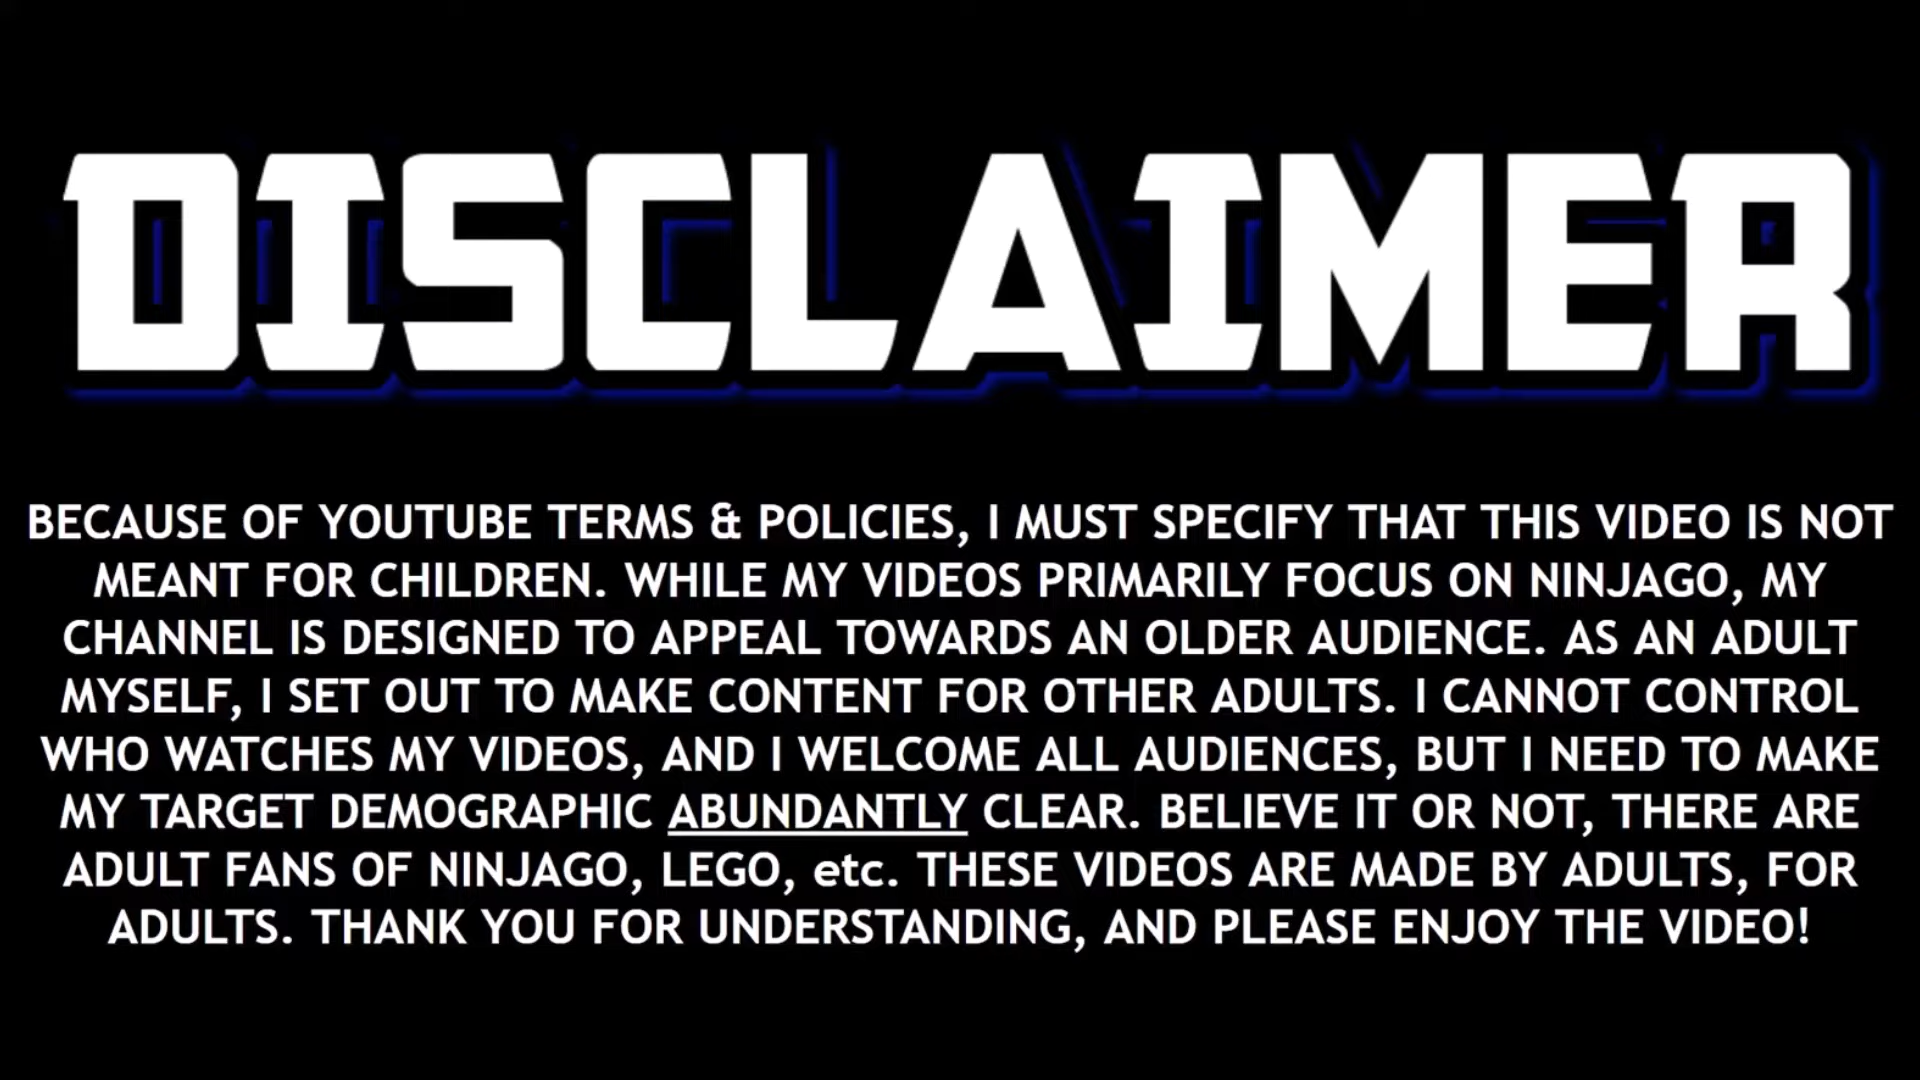 DISCLAIMER
BECAUSE OF YOUTUBE TERMS & POLICIES, I MUST SPECIFY THAT THIS VIDEO IS NOT
MEANT FOR CHILDREN. WHILE MY VIDEOS PRIMARILY FOCUS ON NINJAGO, MY
CHANNEL IS DESIGNED TO APPEAL TOWARDS AN OLDER AUDIENCE. AS AN ADULT
MYSELF, I SET OUT TO MAKE CONTENT FOR OTHER ADULTS. I CANNOT CONTROL
WHO WATCHES MY VIDEOS, AND I WELCOME ALL AUDIENCES, BUT I NEED TO MAKE
MY TARGET DEMOGRAPHIC ABUNDANTLY CLEAR. BELIEVE IT OR NOT, THERE ARE
ADULT FANS OF NINJAGO, LEGO, etc. THESE VIDEOS ARE MADE BY ADULTS, FOR
ADULTS. THANK YOU FOR UNDERSTANDING, AND PLEASE ENJOY THE VIDEO!